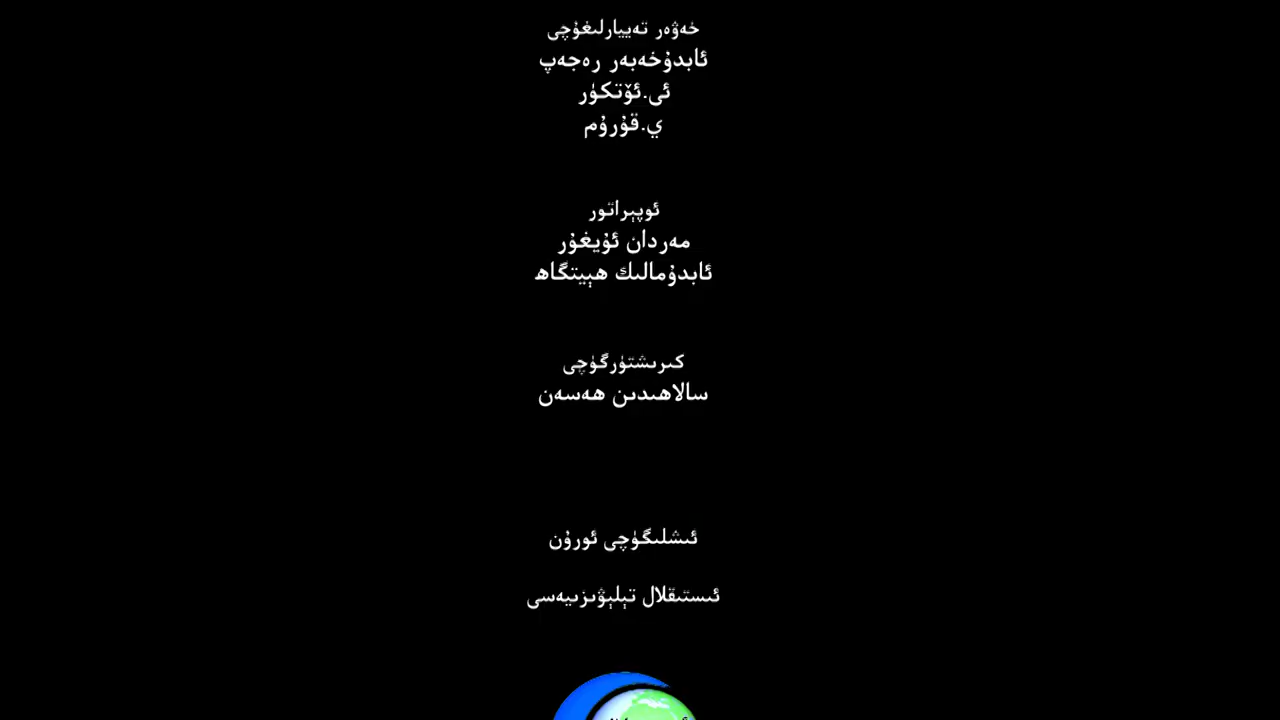 خەۋەر تەييارلىغۇچى
ئابدۇخەبەر رەجەپ
ئى.ئۆتكۈر
ي.قۇرۇم
ئوپېراتور
مەردان ئۇيغۇر
ئابدۇمالىك ھېيتگاھ
كىرىشتۈرگۈچى
سالاھىدىن ھەسەن
ئىشلىگۈچى ئورۇن
ئىستىقلال تېلېۋىزىيەسى